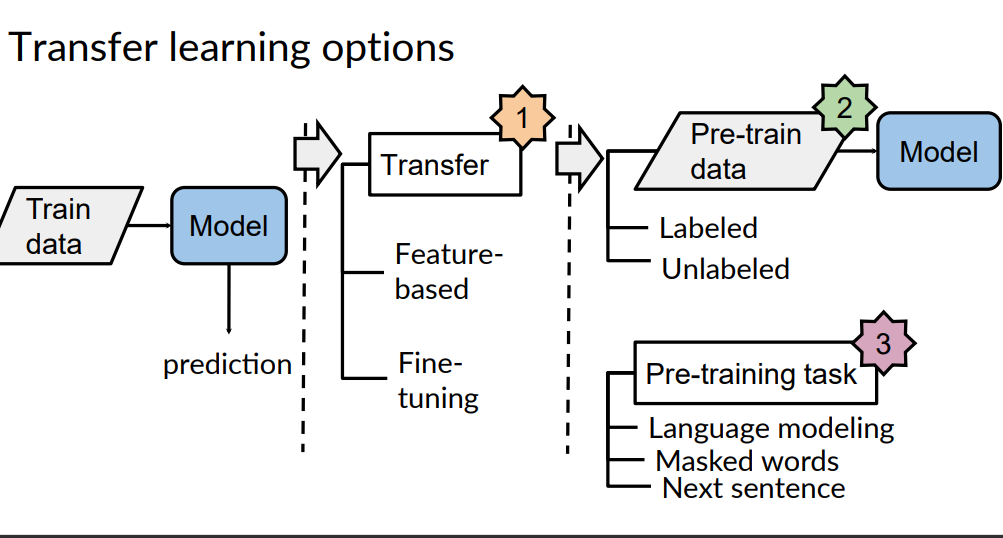 Transfer learning options
Train
data
Model
prediction
1
Transfer
Feature-
based
Fine-
tuning
2
Pre-train
data
Model
Labeled
Unlabeled
3
Pre-training task
Language modeling
Masked words
Next sentence